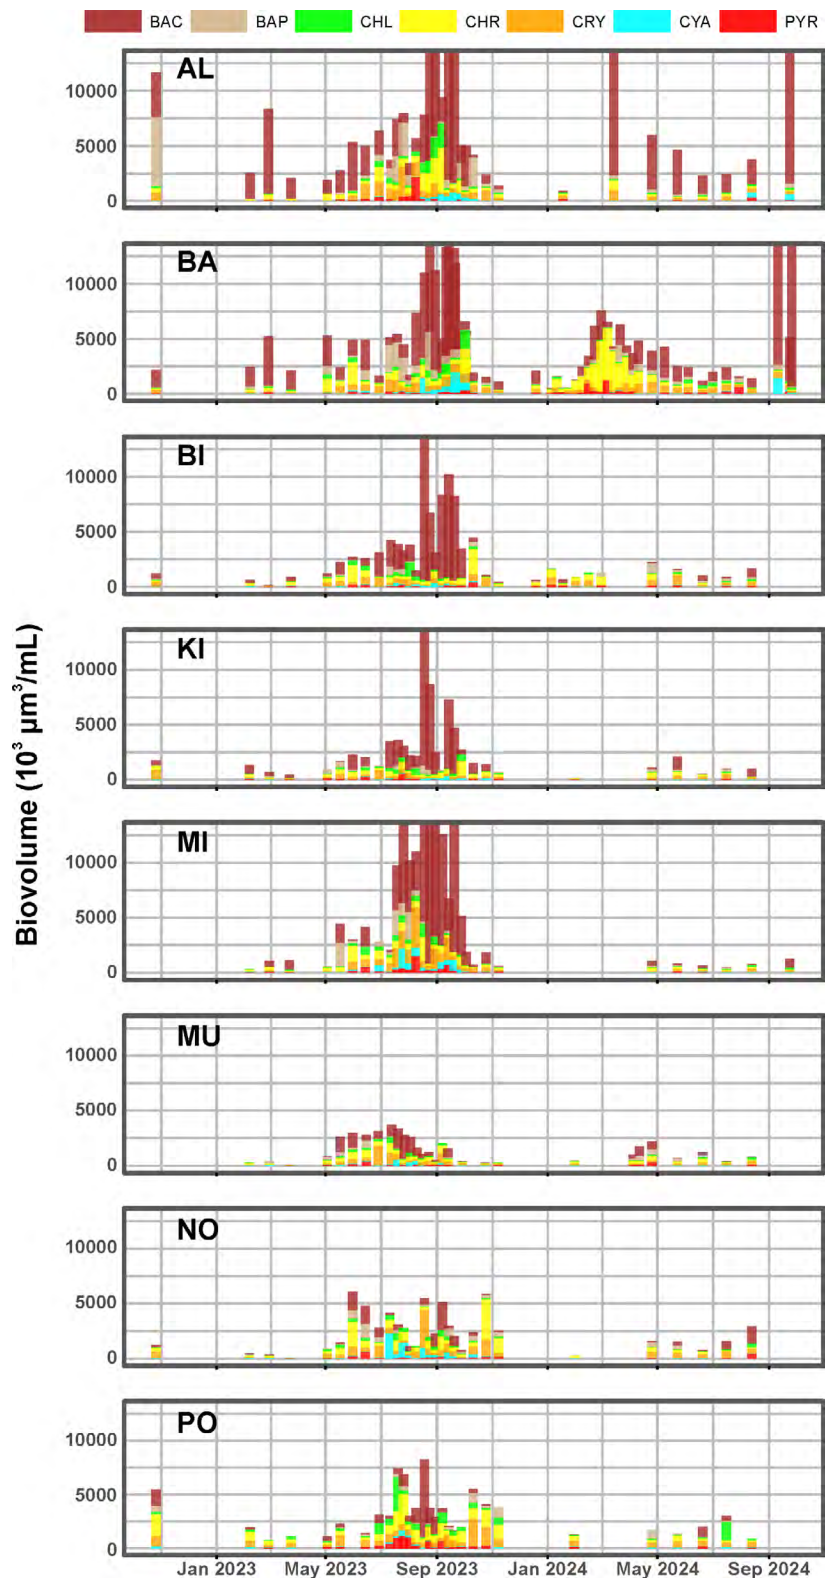 BAC BAP CHL CHR CRY CYA PYR
AL
10000
5000
0
BA
10000
5000
0
BI
10000
5000
0
KI
10000
5000
0
MI
10000
5000
0
MU
10000
5000
0
NO
10000
5000
0
PO
10000
5000
0
Biovolume (10³ µm³/mL)
Jan 2023 May 2023 Sep 2023 Jan 2024 May 2024 Sep 2024